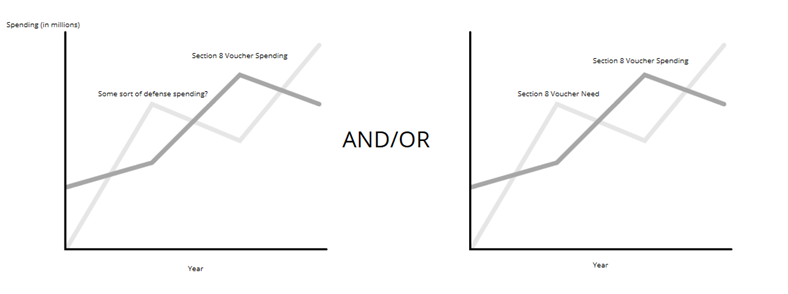 Spending (in millions)
Section 8 Voucher Spending
Some sort of defense spending?
Year
AND/OR
Section 8 Voucher Spending
Section 8 Voucher Need
Year